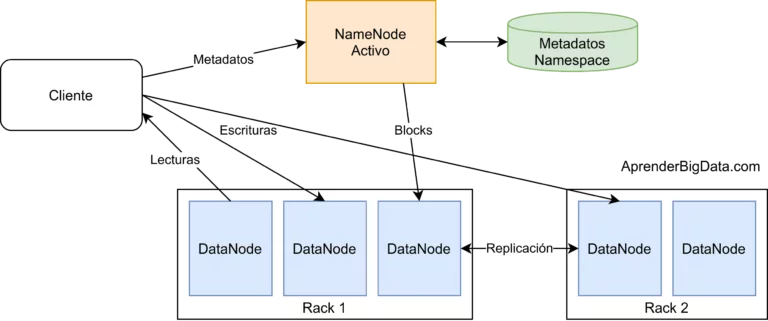 NameNode
Activo
Metadatos
Namespace
Metadatos
Cliente
Escrituras
Blocks
Lecturas
AprenderBigData.com
DataNode
DataNode
DataNode
Replicación
DataNode
DataNode
Rack 1
Rack 2